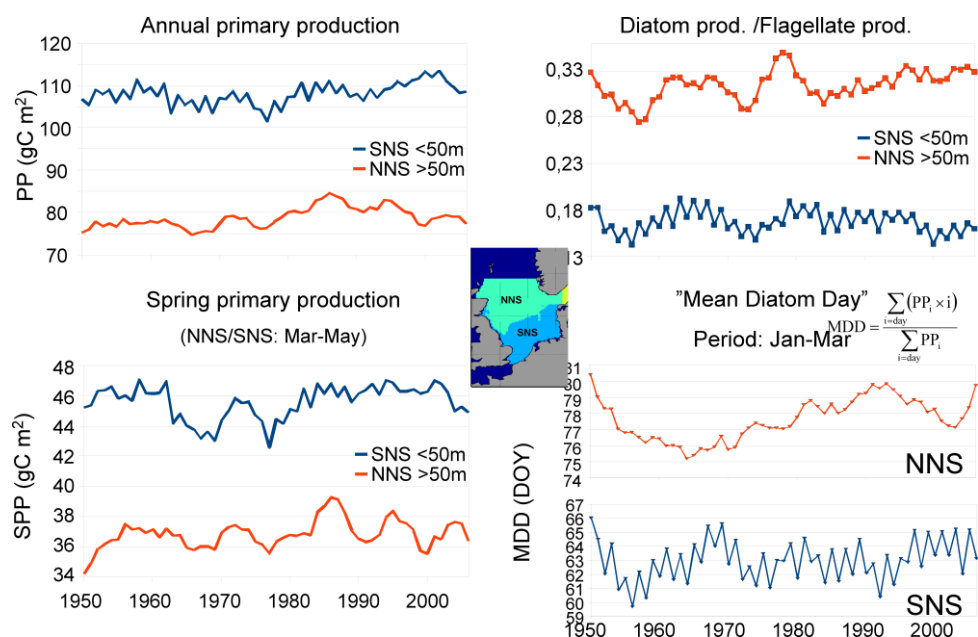 Annual primary production
PP (gC m²)
120
110
100
90
80
70
SNS <50m
NNS >50m
Diatom prod. /Flagellate prod.
0,33
0,28
0,23
0,18
13
SNS <50m
NNS >50m
NNS
SNS
Spring primary production
(NNS/SNS: Mar-May)
SPP (gC m²)
48
46
44
42
40
38
36
34
SNS <50m
NNS >50m
1950 1960 1970 1980 1990 2000
"Mean Diatom Day"
Period: Jan-Mar
MDD = ∑ i=day (PPᵢ × i) / ∑ i=day PPᵢ
MDD (DOY)
31
30
79
78
77
76
75
74
NNS
67
66
65
64
63
62
61
60
59
SNS
1950 1960 1970 1980 1990 2000